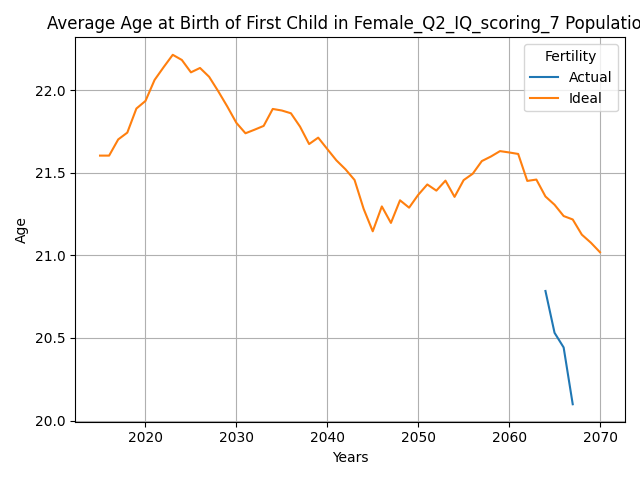 Average Age at Birth of First Child in Female_Q2_IQ_scoring_7 Populatio
Fertility
Actual
Ideal
22.0
21.5
21.0
20.5
20.0
Age
2020 2030 2040 2050 2060 2070
Years